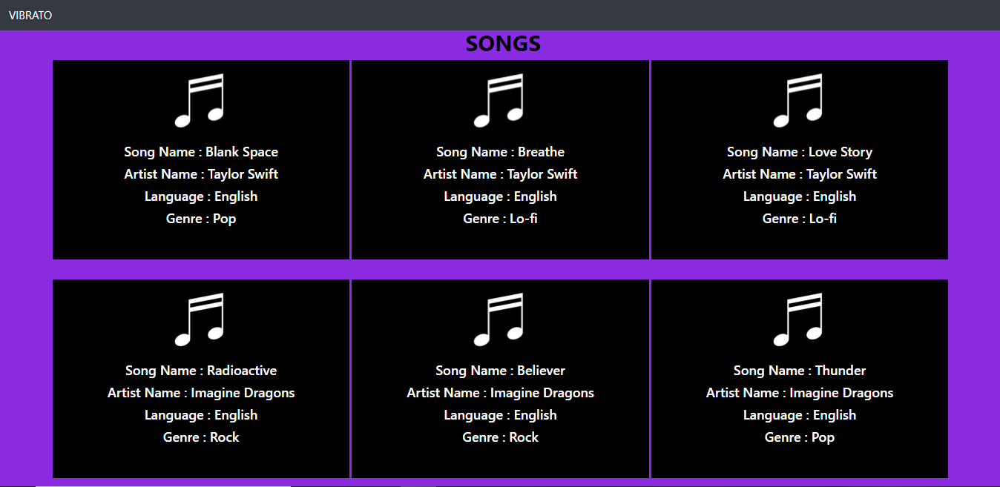 VIBRATO
SONGS
Song Name : Blank Space
Artist Name : Taylor Swift
Language : English
Genre : Pop
Song Name : Breathe
Artist Name : Taylor Swift
Language : English
Genre : Lo-fi
Song Name : Love Story
Artist Name : Taylor Swift
Language : English
Genre : Lo-fi
Song Name : Radioactive
Artist Name : Imagine Dragons
Language : English
Genre : Rock
Song Name : Believer
Artist Name : Imagine Dragons
Language : English
Genre : Rock
Song Name : Thunder
Artist Name : Imagine Dragons
Language : English
Genre : Pop